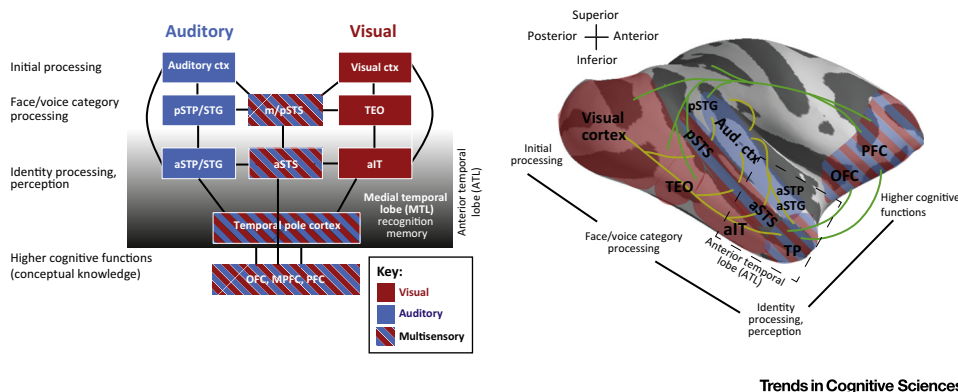 Auditory
Visual
Initial processing
Auditory ctx
Visual ctx
Face/voice category
processing
pSTP/STG
m/pSTS
TEO
Identity processing,
perception
aSTP/STG
aSTS
aIT
Medial temporal
lobe (MTL)
recognition
memory
Anterior temporal
lobe (ATL)
Temporal pole cortex
Higher cognitive functions
(conceptual knowledge)
OFC, MPFC, PFC
Key:
Visual
Auditory
Multisensory
Superior
Posterior
Anterior
Inferior
Visual
cortex
pSTG
pSTS
Aud. ctx
PFC
OFC
Initial
processing
TEO
aSTP
aSTG
aSTS
aIT
TP
Higher cognitive
functions
Face/voice category
processing
Anterior temporal
lobe (ATL)
Identity
processing,
perception
Trends in Cognitive Sciences